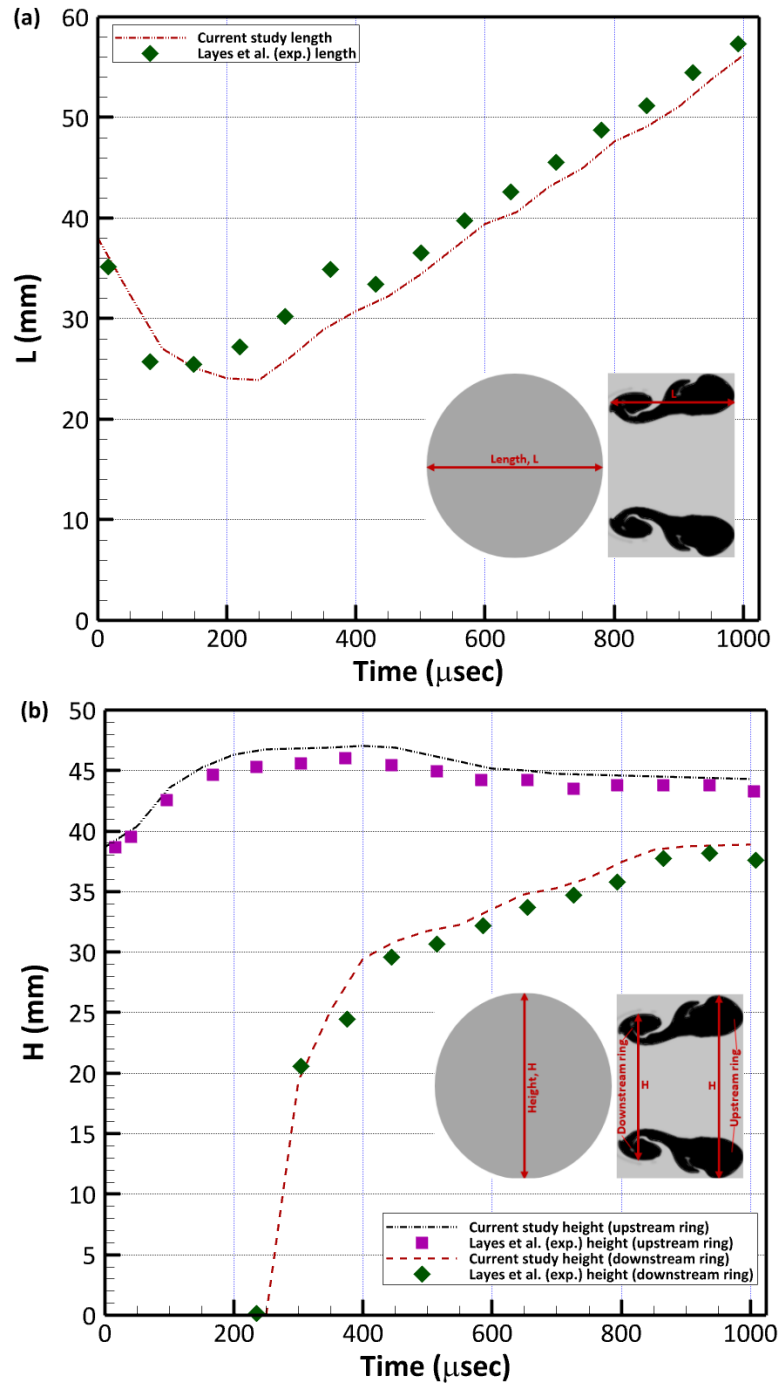 (a)
60
50
40
30
20
10
0
L (mm)
Current study length
Layes et al. (exp.) length
Length, L
L
0 200 400 600 800 1000
Time (μsec)
(b)
50
45
40
35
30
25
20
15
10
5
0
H (mm)
Height, H
Downstream ring
H
H
Upstream ring
Current study height (upstream ring)
Layes et al. (exp.) height (upstream ring)
Current study height (downstream ring)
Layes et al. (exp.) height (downstream ring)
0 200 400 600 800 1000
Time (μsec)